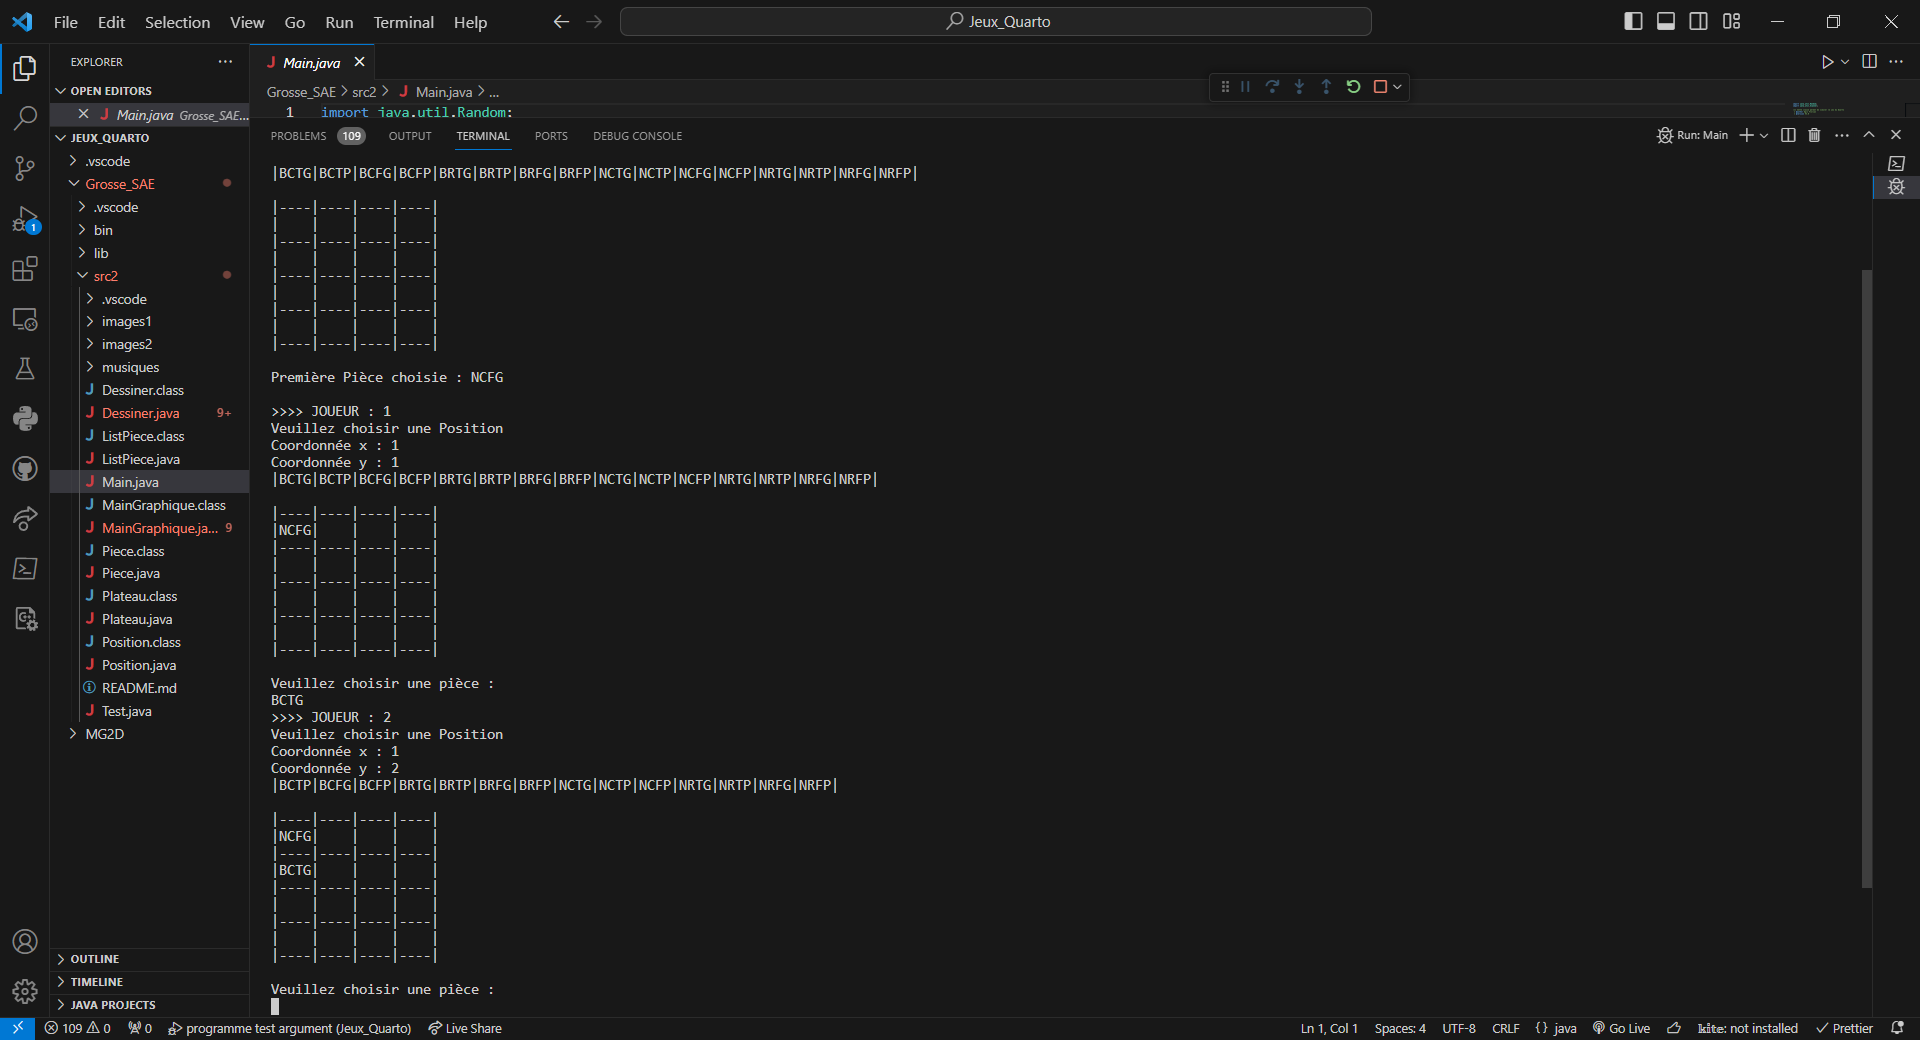 File Edit Selection View Go Run Terminal Help
Jeux_Quarto
EXPLORER
OPEN EDITORS
Main.java Grosse_SAE...
JEUX_QUARTO
.vscode
Grosse_SAE
.vscode
bin
lib
src2
.vscode
images1
images2
musiques
Dessiner.class
Dessiner.java 9+
ListPiece.class
ListPiece.java
Main.java
MainGraphique.class
MainGraphique.ja... 9
Piece.class
Piece.java
Plateau.class
Plateau.java
Position.class
Position.java
README.md
Test.java
MG2D
OUTLINE
TIMELINE
JAVA PROJECTS
1
Main.java
Grosse_SAE > src2 > Main.java > ...
1 import java.util.Random;
PROBLEMS 109 OUTPUT TERMINAL PORTS DEBUG CONSOLE
Run: Main
|BCTG|BCTP|BCFG|BCFP|BRTG|BRTP|BRFG|BRFP|NCTG|NCTP|NCFG|NCFP|NRTG|NRTP|NRFG|NRFP|
|----|----|----|----|
|    |    |    |    |
|----|----|----|----|
|    |    |    |    |
|----|----|----|----|
|    |    |    |    |
|----|----|----|----|
|    |    |    |    |
|----|----|----|----|
Première Pièce choisie : NCFG
>>>> JOUEUR : 1
Veuillez choisir une Position
Coordonnée x : 1
Coordonnée y : 1
|BCTG|BCTP|BCFG|BCFP|BRTG|BRTP|BRFG|BRFP|NCTG|NCTP|NCFP|NRTG|NRTP|NRFG|NRFP|
|----|----|----|----|
|NCFG|    |    |    |
|----|----|----|----|
|    |    |    |    |
|----|----|----|----|
|    |    |    |    |
|----|----|----|----|
|    |    |    |    |
|----|----|----|----|
Veuillez choisir une pièce :
BCTG
>>>> JOUEUR : 2
Veuillez choisir une Position
Coordonnée x : 1
Coordonnée y : 2
|BCTP|BCFG|BCFP|BRTG|BRTP|BRFG|BRFP|NCTG|NCTP|NCFP|NRTG|NRTP|NRFG|NRFP|
|----|----|----|----|
|NCFG|    |    |    |
|----|----|----|----|
|BCTG|    |    |    |
|----|----|----|----|
|    |    |    |    |
|----|----|----|----|
|    |    |    |    |
|----|----|----|----|
Veuillez choisir une pièce :
109 0 0 programme test argument (Jeux_Quarto) Live Share Ln 1, Col 1 Spaces: 4 UTF-8 CRLF {} java Go Live kite: not installed Prettier